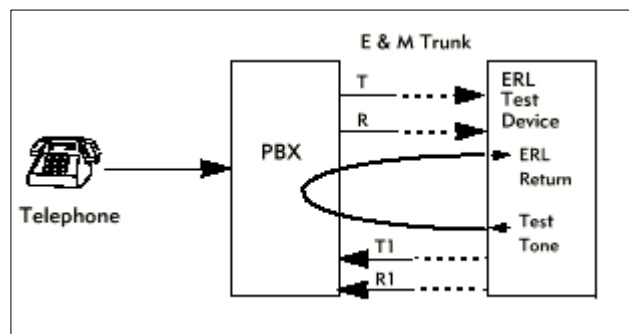 E & M Trunk
T
R
ERL
Test
Device
PBX
ERL
Return
Telephone
Test
Tone
T1
R1